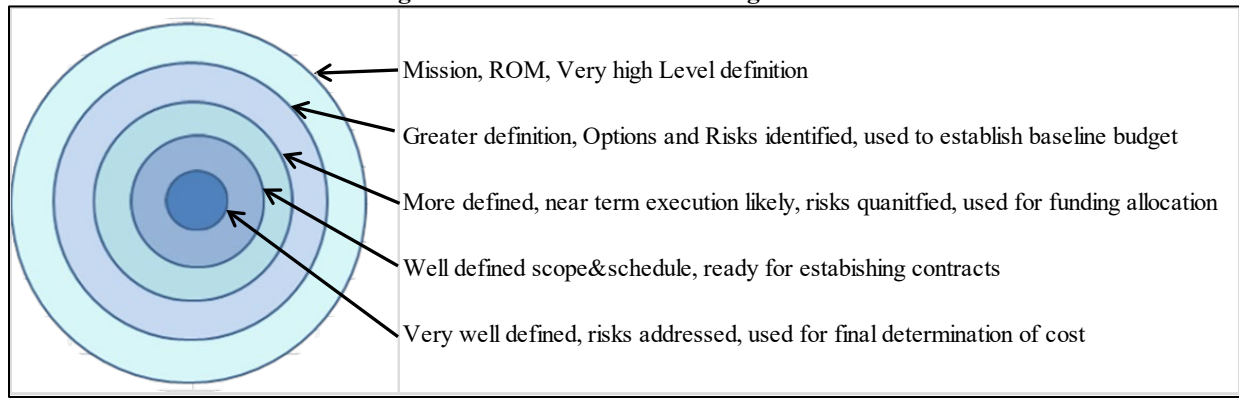 Mission, ROM, Very high Level definition
Greater definition, Options and Risks identified, used to establish baseline budget
More defined, near term execution likely, risks quanitfied, used for funding allocation
Well defined scope&schedule, ready for estabishing contracts
Very well defined, risks addressed, used for final determination of cost